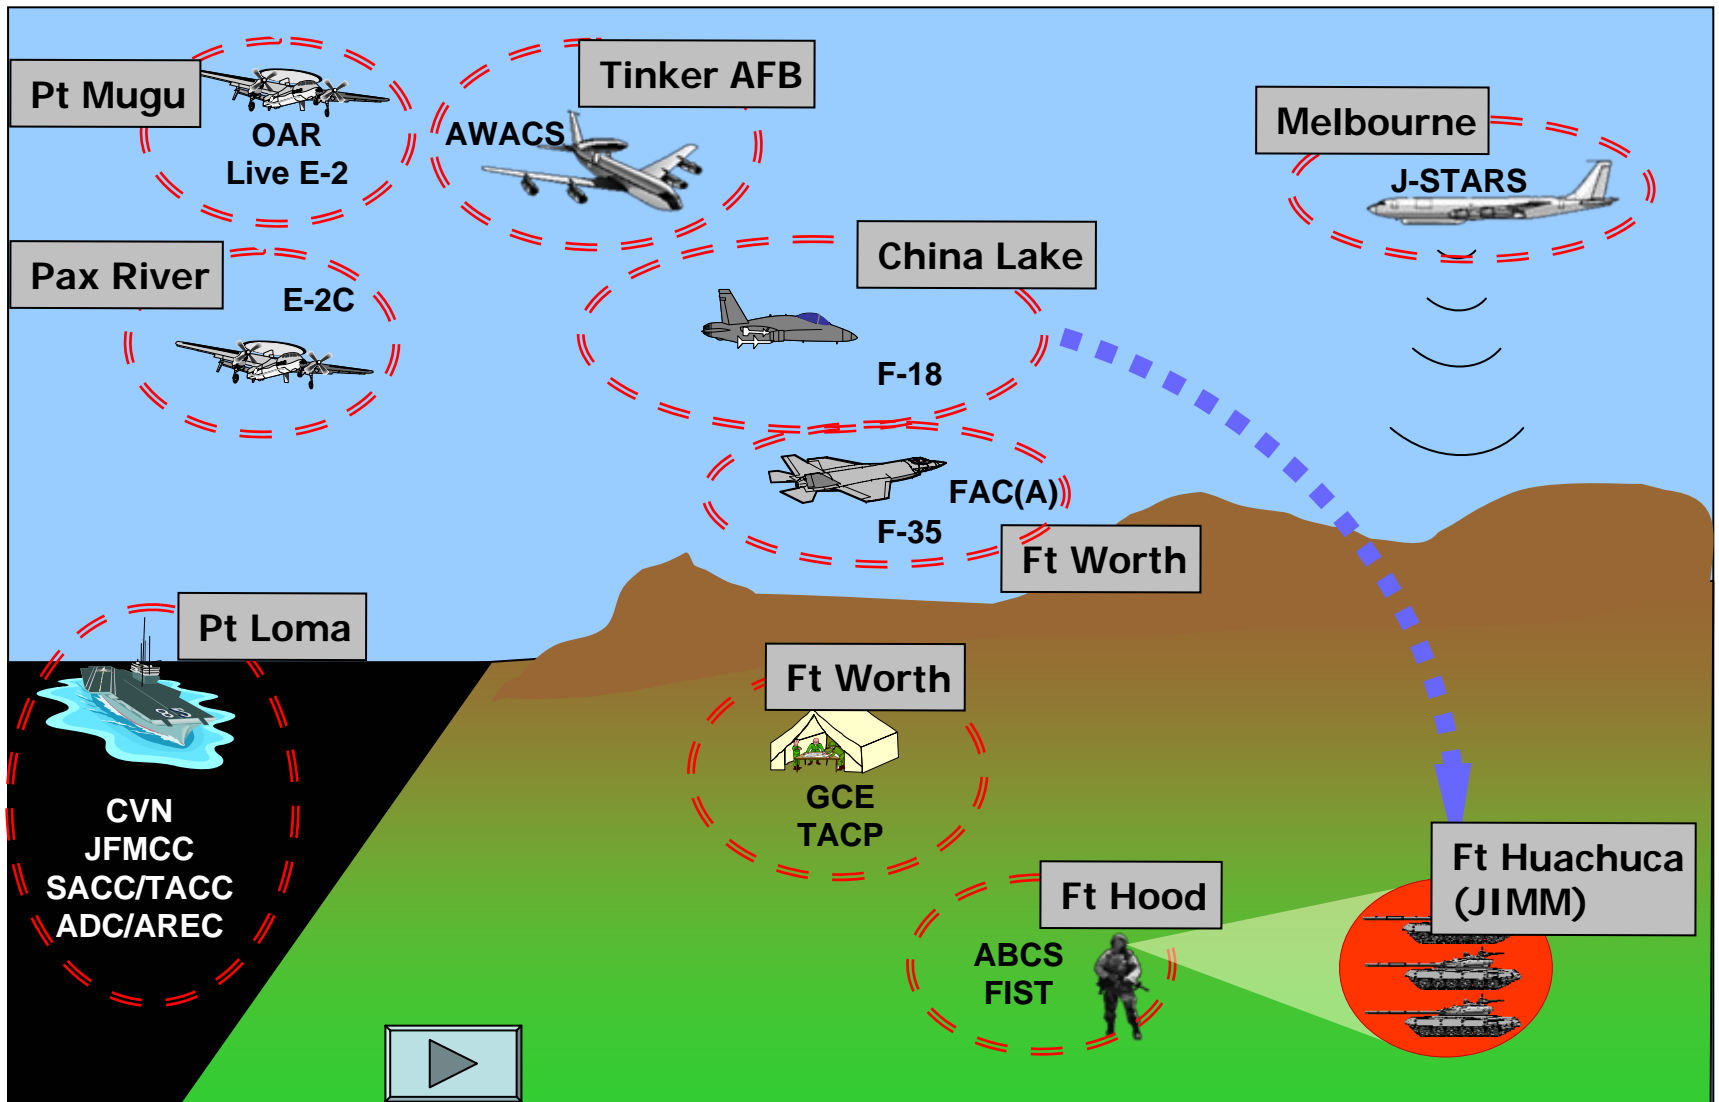 Pt Mugu
OAR
Live E-2
Tinker AFB
AWACS
Melbourne
J-STARS
Pax River
E-2C
China Lake
F-18
FAC(A)
F-35
Ft Worth
Pt Loma
CVN
JFMCC
SACC/TACC
ADC/AREC
Ft Worth
GCE
TACP
Ft Hood
ABCS
FIST
Ft Huachuca
(JIMM)